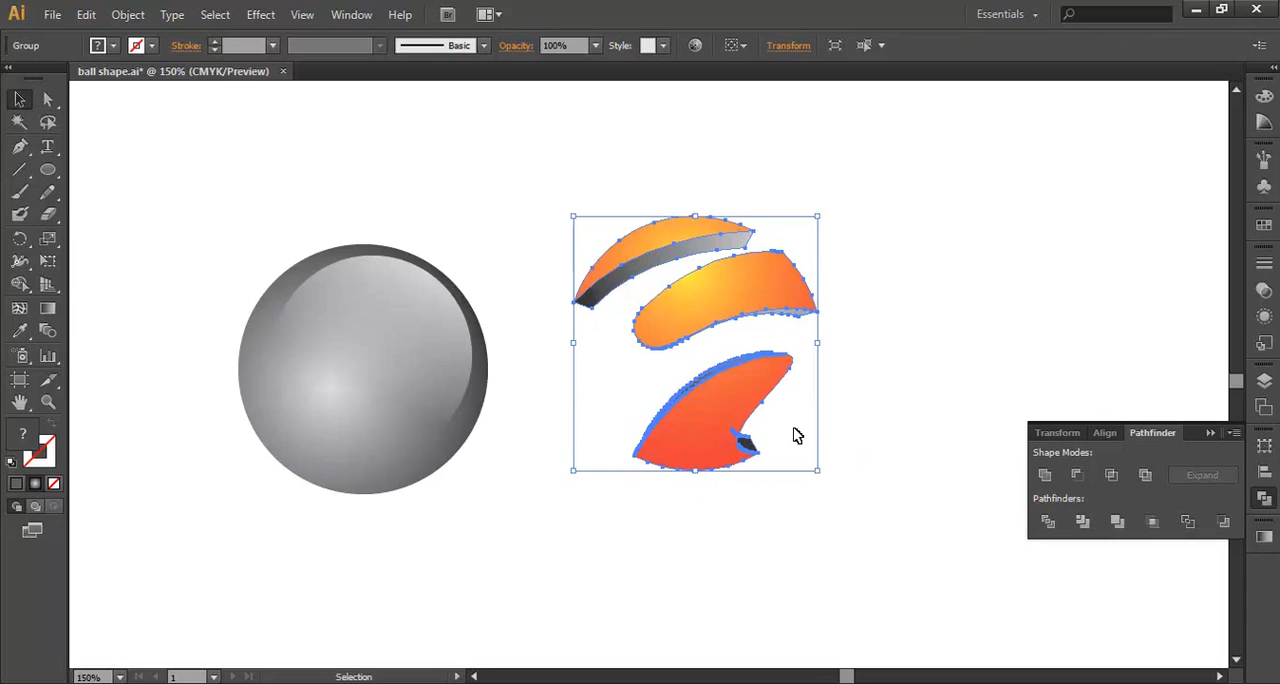 Ai File Edit Object Type Select Effect View Window Help Br Essentials
Group ? Stroke: Basic Opacity: 100% Style: Transform
ball shape.ai* @ 150% (CMYK/Preview)
?
Transform Align Pathfinder
Shape Modes:
Expand
Pathfinders:
150% 1 Selection